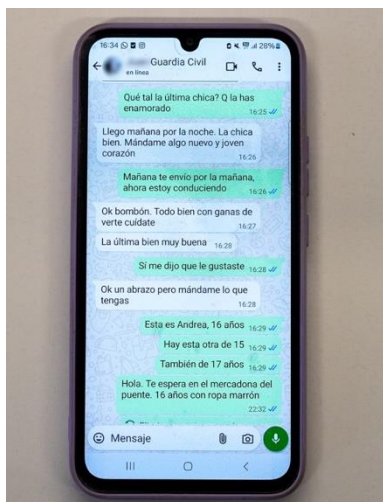 16:34
28%
Guardia Civil
en línea
Qué tal la última chica? Q la has
enamorado
16:25
Llego mañana por la noche. La chica
bien. Mándame algo nuevo y joven
corazón
16:26
Mañana te envío por la mañana,
ahora estoy conduciendo
16:26
Ok bombón. Todo bien con ganas de
verte cuídate
16:27
La última bien muy buena 16:28
Sí me dijo que le gustaste 16:28
Ok un abrazo pero mándame lo que
tengas
16:28
Esta es Andrea, 16 años 16:29
Hay esta otra de 15 16:29
También de 17 años 16:29
Hola. Te espera en el mercadona del
puente. 16 años con ropa marrón
22:32
Mensaje